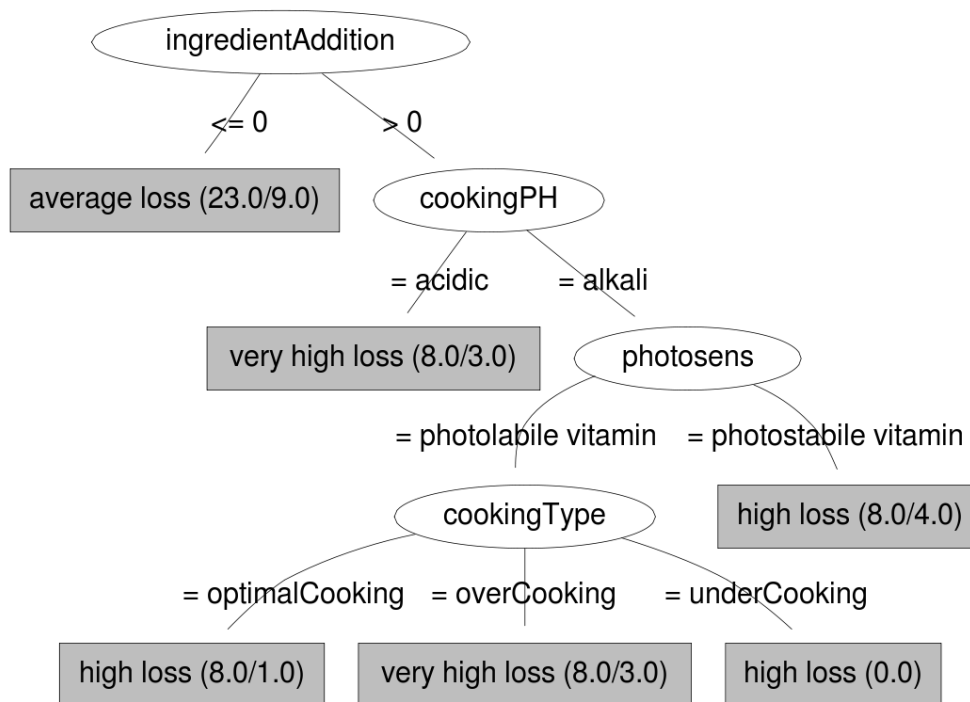 ingredientAddition
<= 0
> 0
average loss (23.0/9.0)
cookingPH
= acidic
= alkali
very high loss (8.0/3.0)
photosens
= photolabile vitamin
= photostabile vitamin
cookingType
high loss (8.0/4.0)
= optimalCooking
= overCooking
= underCooking
high loss (8.0/1.0)
very high loss (8.0/3.0)
high loss (0.0)